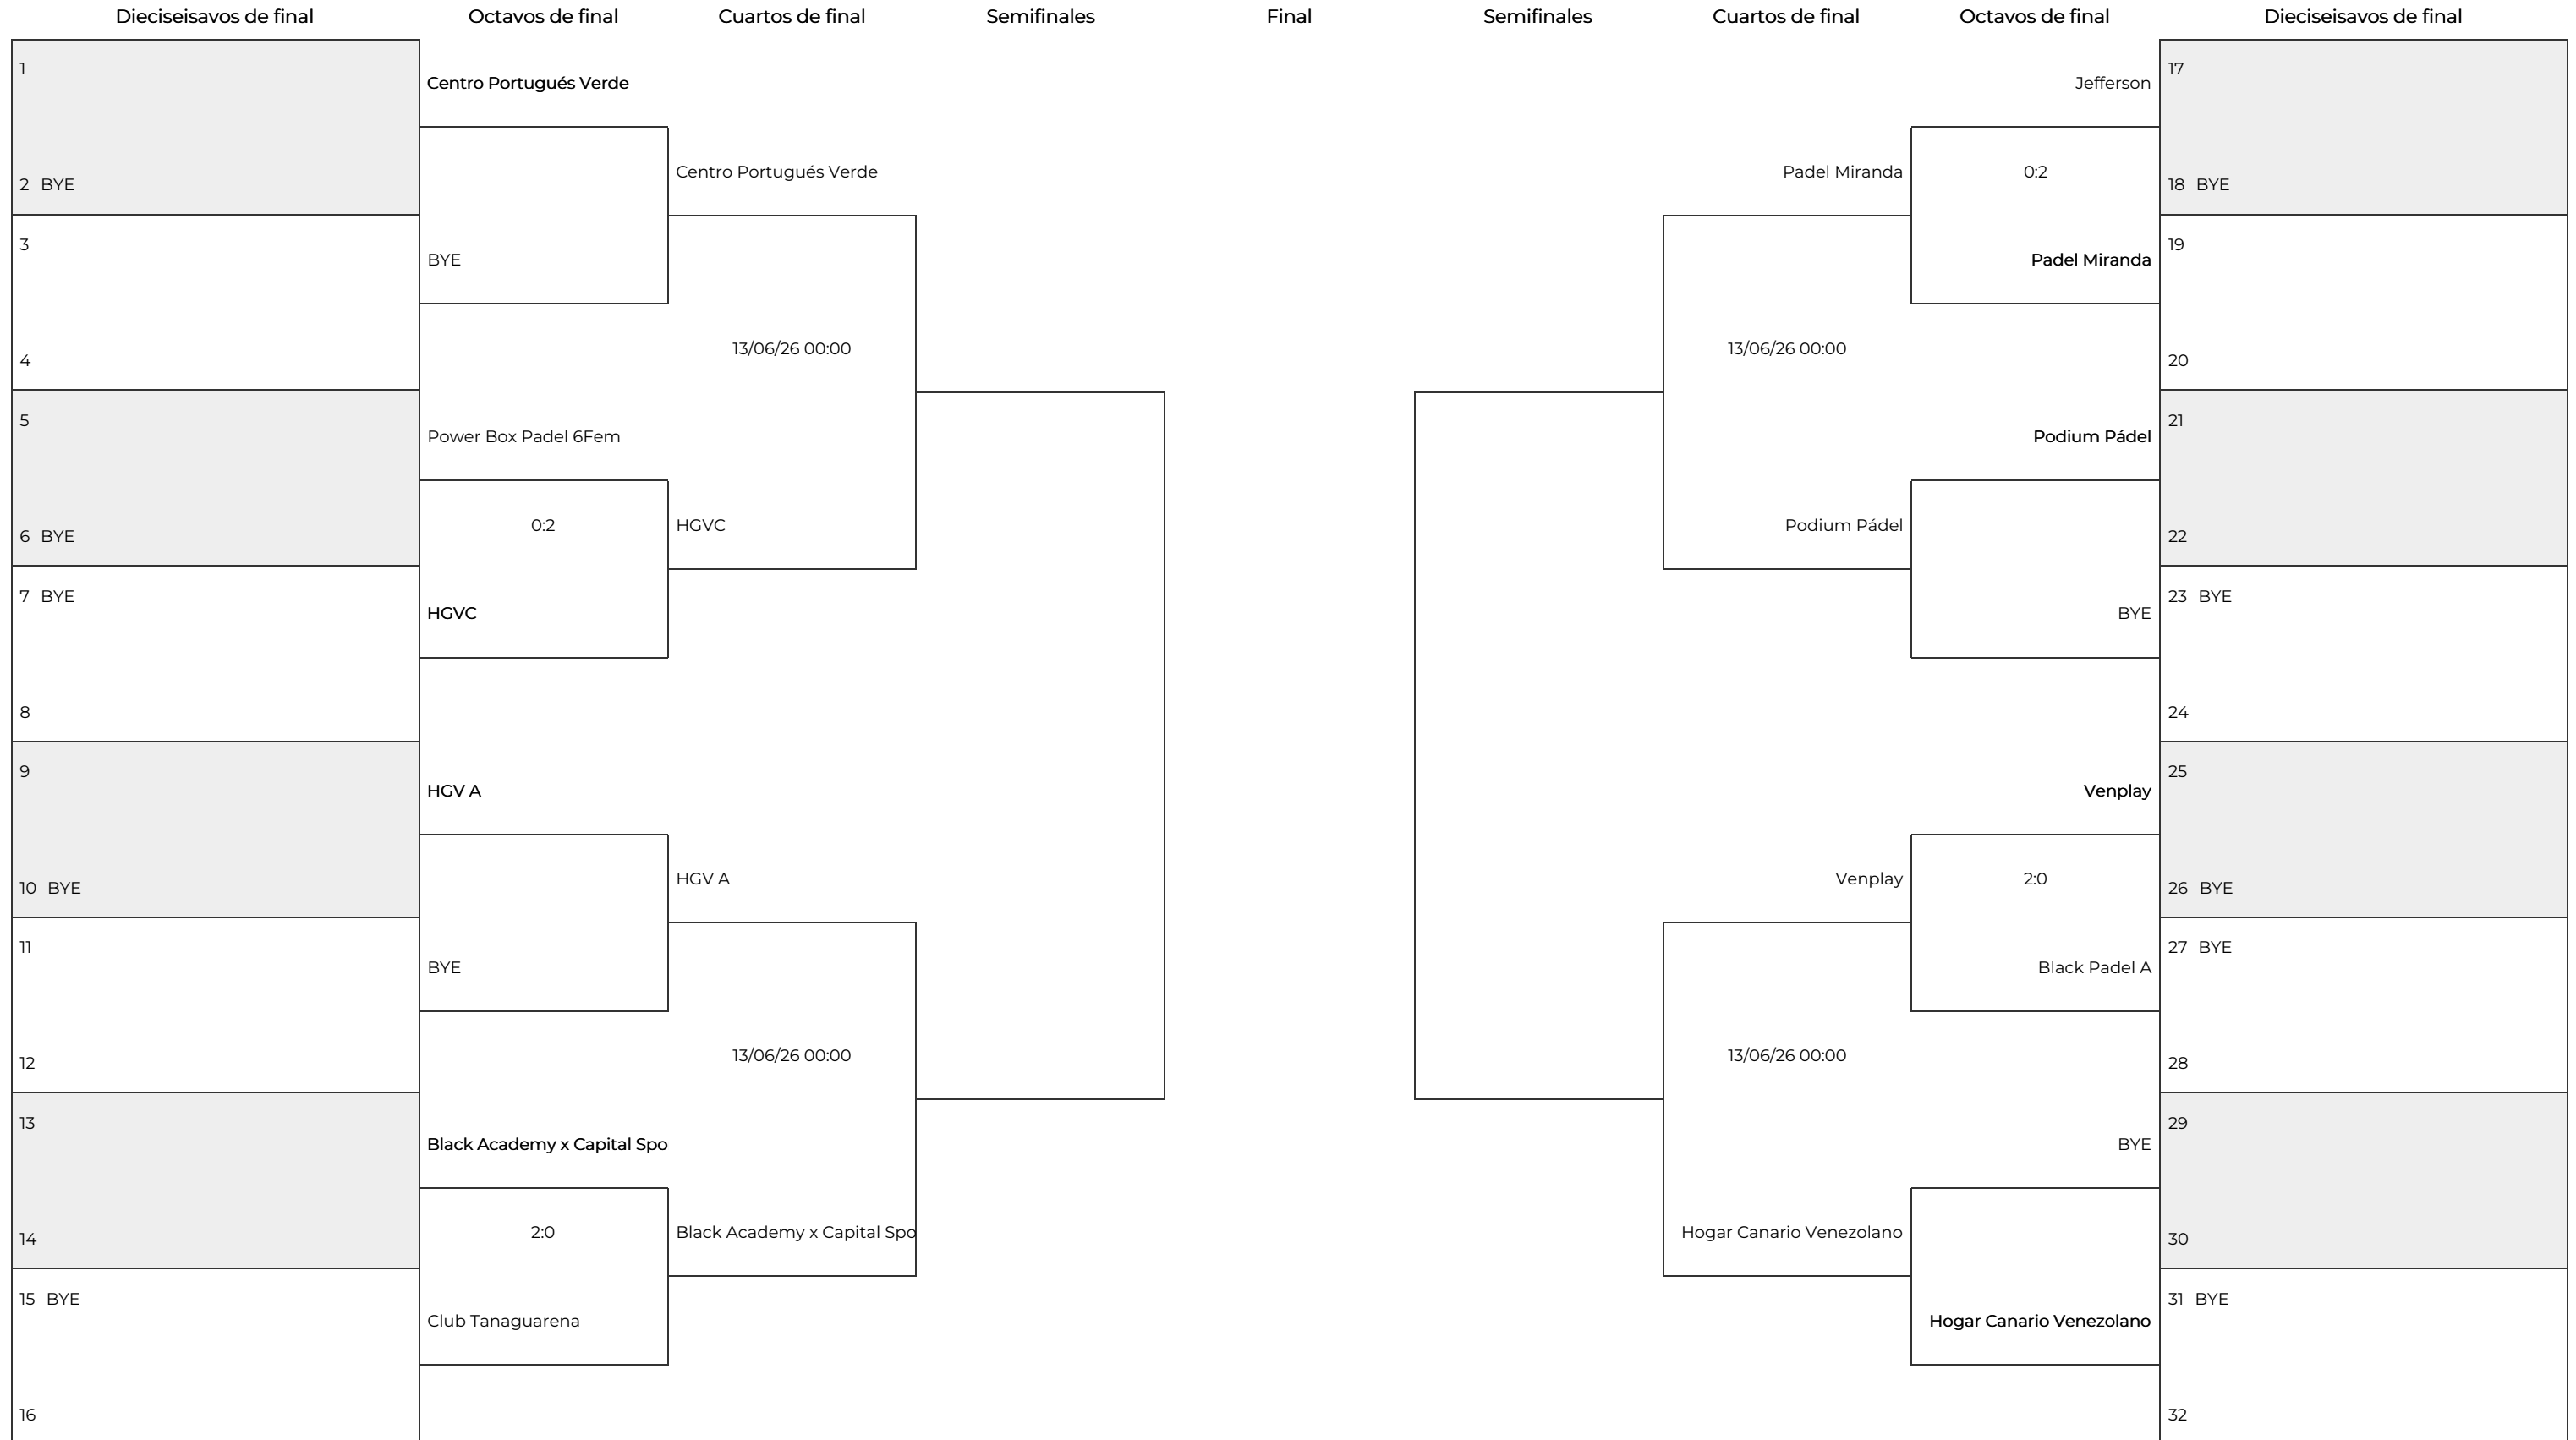 Dieciseisavos de final
Octavos de final
Cuartos de final
Semifinales
Final
Semifinales
Cuartos de final
Octavos de final
Dieciseisavos de final
1
2 BYE
3
4
5
6 BYE
7 BYE
8
9
10 BYE
11
12
13
14
15 BYE
16
Centro Portugués Verde
BYE
Power Box Padel 6Fem
0:2
HGVC
HGV A
BYE
Black Academy x Capital Spo
2:0
Club Tanaguarena
Centro Portugués Verde
13/06/26 00:00
HGVC
HGV A
13/06/26 00:00
Black Academy x Capital Spo
Padel Miranda
13/06/26 00:00
Podium Pádel
Venplay
13/06/26 00:00
Hogar Canario Venezolano
Jefferson
0:2
Padel Miranda
Podium Pádel
BYE
Venplay
2:0
Black Padel A
BYE
Hogar Canario Venezolano
17
18 BYE
19
20
21
22
23 BYE
24
25
26 BYE
27 BYE
28
29
30
31 BYE
32